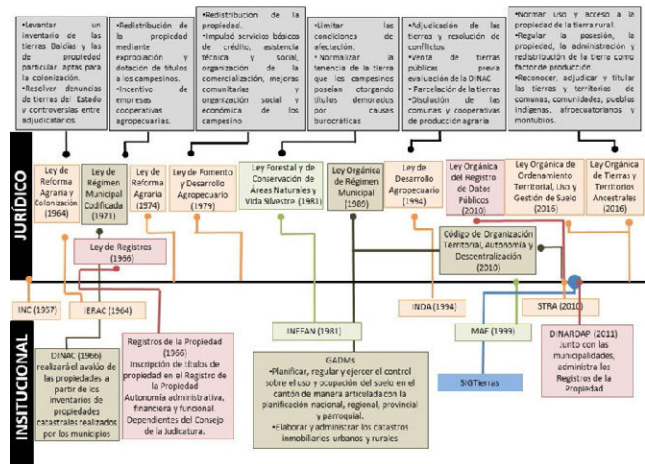 •Levantar un
inventario de las
tierras Baldías y las
de propiedad
particular aptas para
la colonización.
•Resolver denuncias
de tierras del Estado
y controversias entre
adjudicatarios.
•Redistribución de
la propiedad
mediante
expropiación y
dotación de títulos
a los campesinos.
•Incentivo de
empresas
cooperativas
agropecuarias.
•Redistribución de la
propiedad.
•Impulsó servicios básicos
de crédito, asistencia
técnica y social,
organización de la
comercialización, mejoras
comunitarias y
organización social y
económica de los
campesino
•Limitar las
condiciones de
afectación.
•Normalizar la
tenencia de la tierra
que los campesinos
poseían otorgando
títulos demorados
por causas
burocráticas
•Adjudicación de las
tierras y resolución de
conflictos
•Venta de tierras
públicas previa
evaluación de la DINAC
•Parcelación de la tierras
•Disolución de las
comunas y cooperativas
de producción agraria
•Normar uso y acceso a la
propiedad de la tierra rural.
•Regular la posesión, la
propiedad, la administración y
redistribución de la tierra como
factor de producción.
•Reconocer, adjudicar y titular
las tierras y territorios de
comunas, comunidades, pueblos
indígenas, afroecuatorianos y
montubios.
JURÍDICO
Ley de
Reforma
Agraria y
Colonización
(1964)
Ley de
Régimen
Municipal
Codificada
(1971)
Ley de
Reforma
Agraria
(1974)
Ley de Fomento y
Desarrollo
Agropecuario
(1979)
Ley Forestal y de
Conservación de
Áreas Naturales y
Vida Silvestre (1981)
Ley Orgánica
de Régimen
Municipal
(1989)
Ley de
Desarrollo
Agropecuario
(1994)
Ley Orgánica
del Registro
de Datos
Públicos
(2010)
Ley Orgánica de
Ordenamiento
Territorial, Uso y
Gestión de Suelo
(2016)
Ley Orgánica
de Tierras y
Territorios
Ancestrales
(2016)
Ley de Registros
(1966)
Código de Organización
Territorial, autonomía y
Descentralización
(2010)
INSITUCIONAL
INC (1957)
IERAC (1964)
INEFAN (1981)
INDA (1994)
MAE (1999)
STRA (2010)
DINAC (1966)
realizará el avalúo de
las propiedades a
partir de los
inventarios de
propiedades
catastrales realizados
por los municipios
Registros de la Propiedad
(1966)
Inscripción de títulos de
propiedad en el Registro de
la Propiedad
Autonomía administrativa,
financiera y funcional.
Dependientes del Consejo
de la Judicatura.
GADMs
•Planificar, regular y ejercer el control
sobre el uso y ocupación del suelo en el
cantón de manera articulada con la
planificación nacional, regional, provincial y
parroquial.
•Elaborar y administrar los catastros
inmobiliarios urbanos y rurales
SIGTierras
DINARDAP (2011)
Junto con las
municipalidades,
administra los
Registros de la
Propiedad